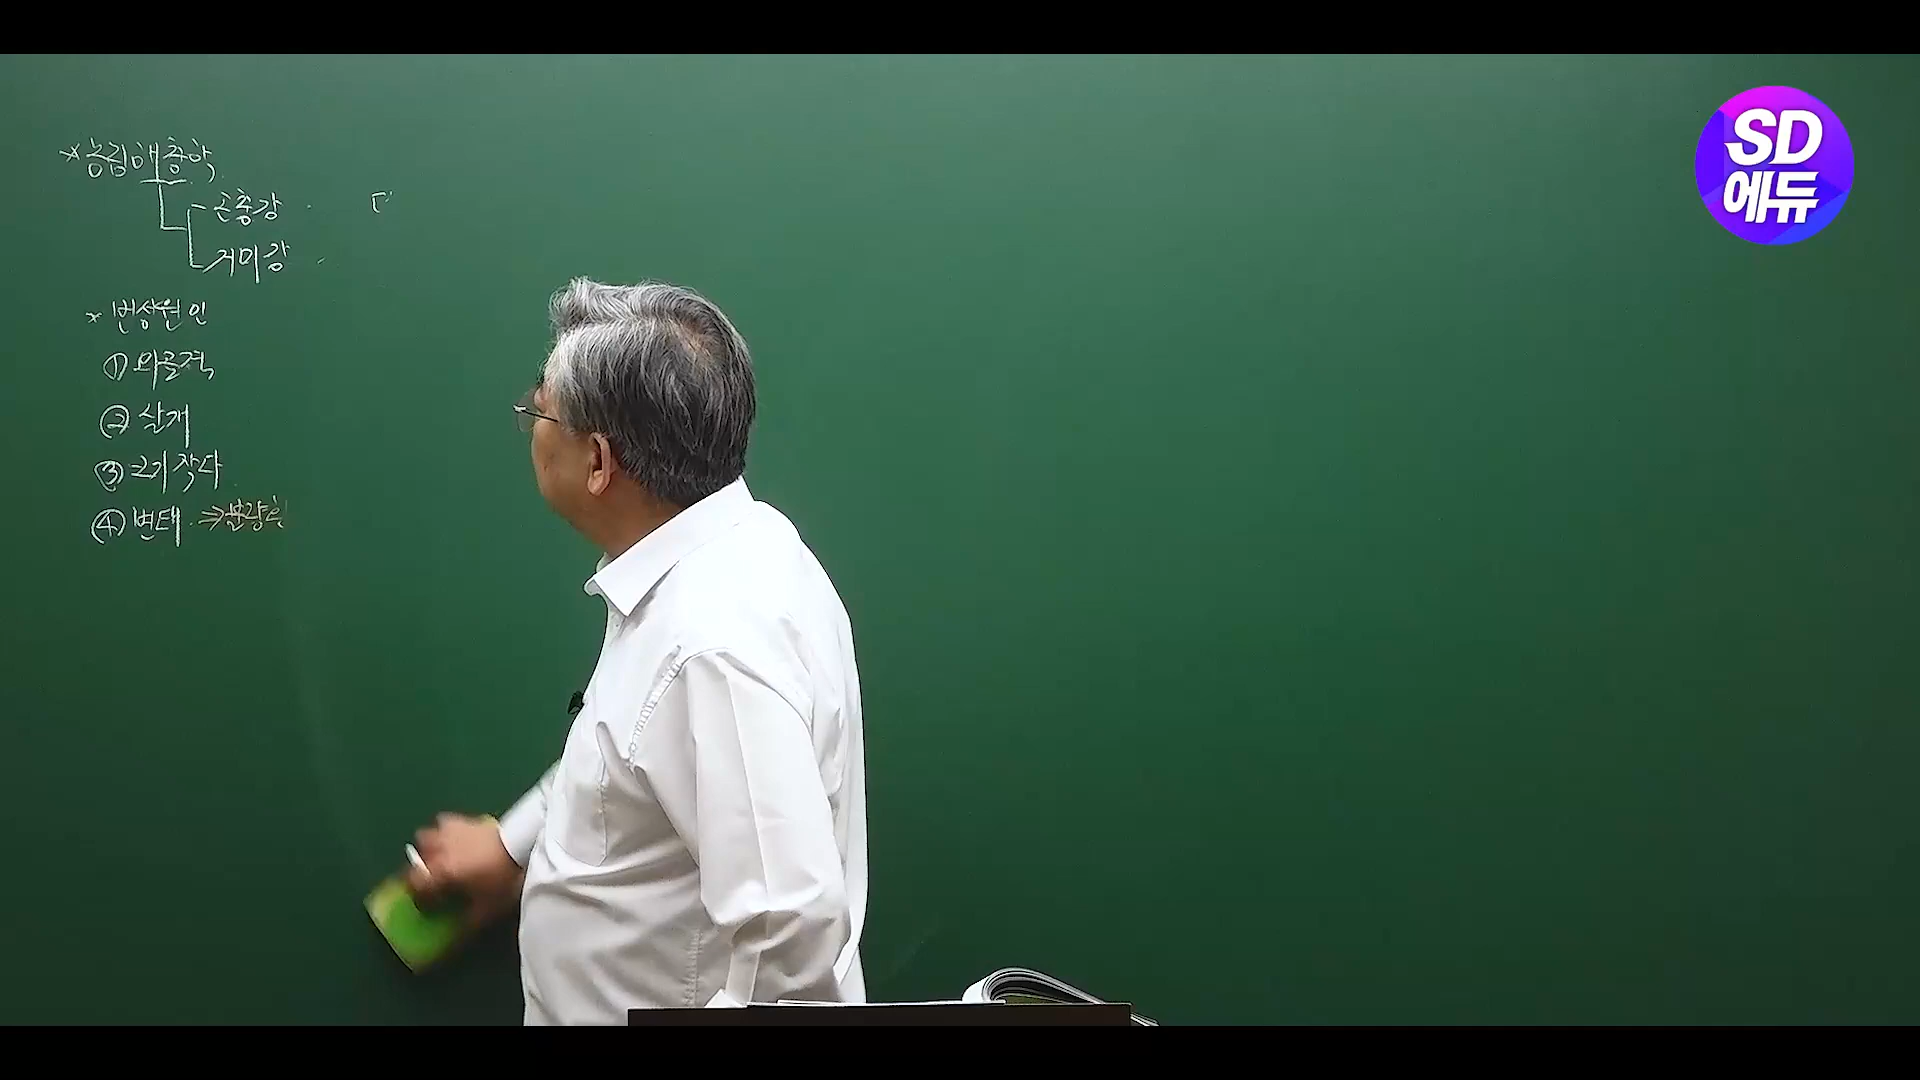 * 농림해충학
곤충강
거미강
* 번성원인
① 외골격
② 날개
③ 크기 작다
④ 변태 ⇒
SD
에듀